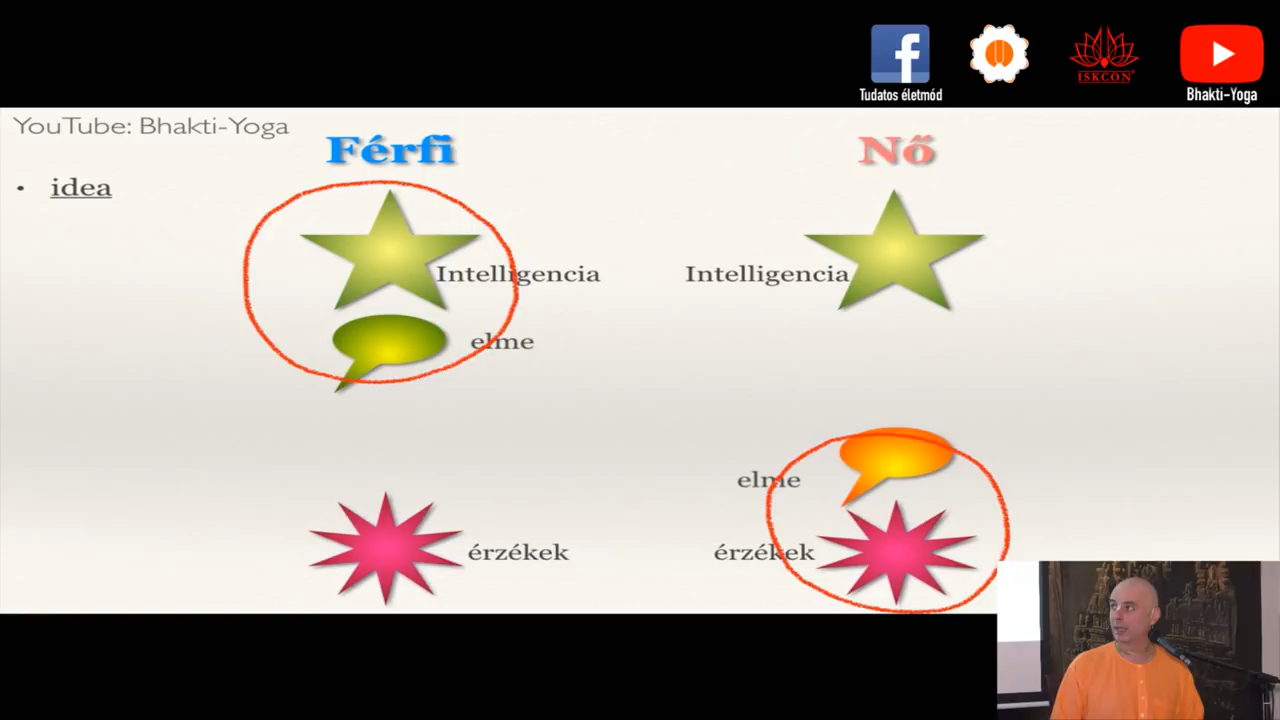 Tudatos életmód
ISKCON
Bhakti-Yoga
YouTube: Bhakti-Yoga
Férfi
Nő
• idea
Intelligencia
Intelligencia
elme
elme
érzékek
érzékek